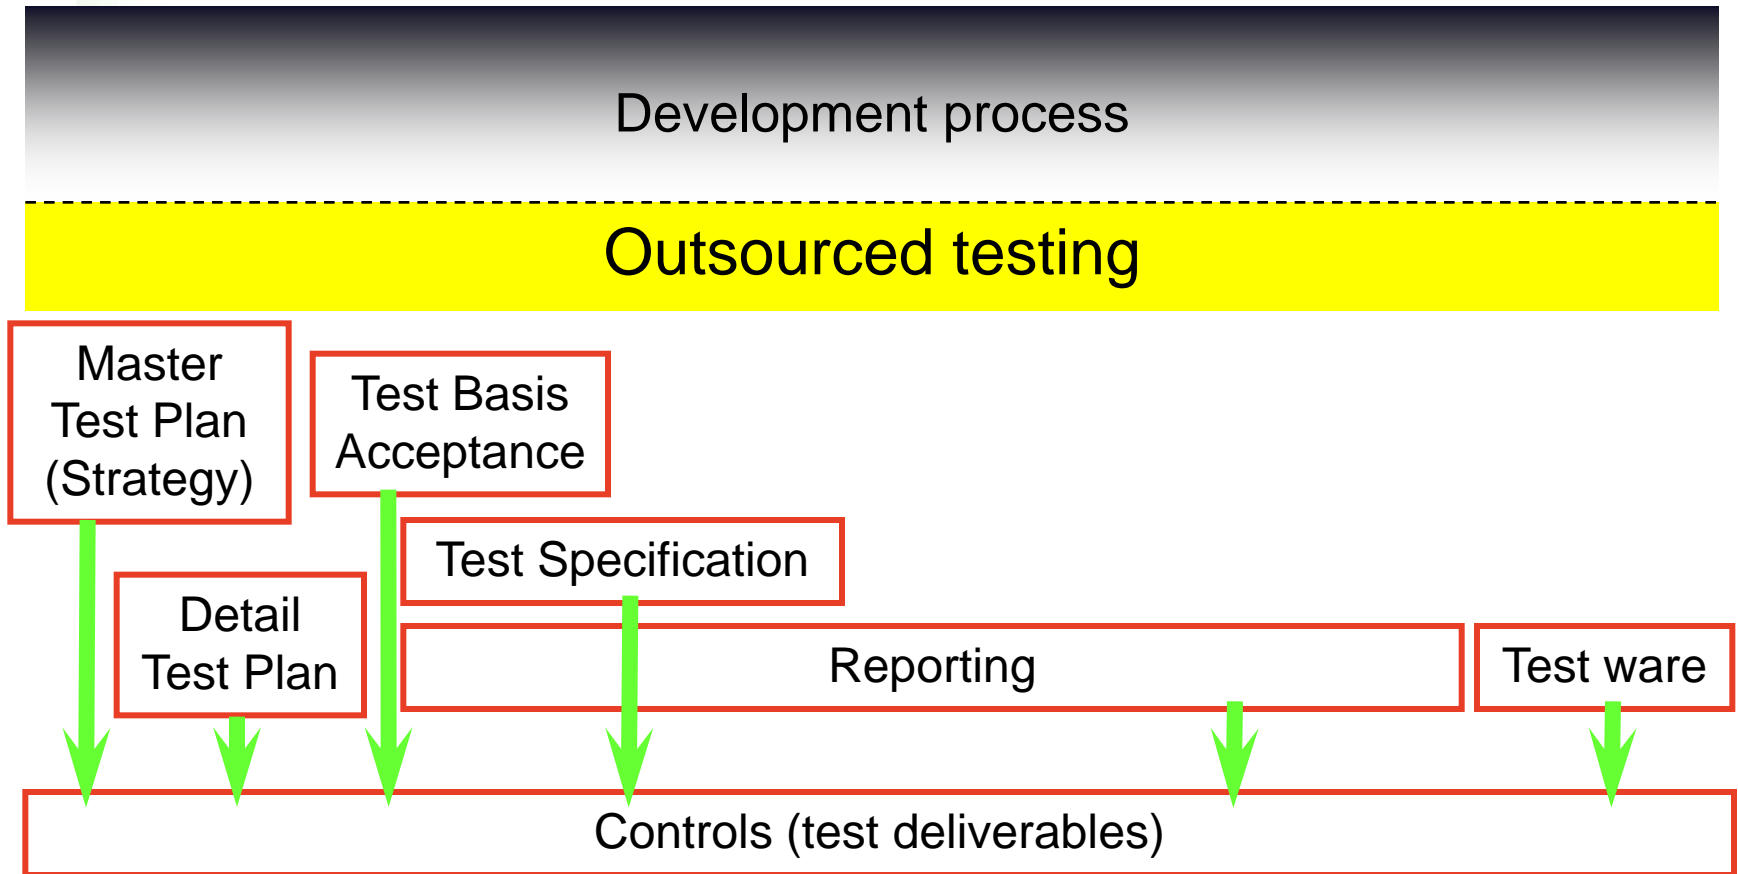 Development process
Outsourced testing
Master
Test Plan
(Strategy)
Test Basis
Acceptance
Test Specification
Detail
Test Plan
Reporting
Test ware
Controls (test deliverables)